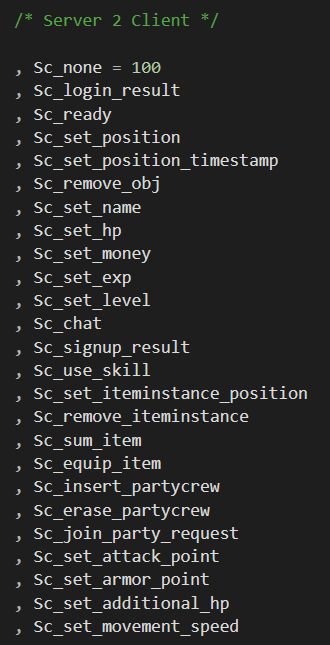 /* Server 2 Client */
, Sc_none = 100
, Sc_login_result
, Sc_ready
, Sc_set_position
, Sc_set_position_timestamp
, Sc_remove_obj
, Sc_set_name
, Sc_set_hp
, Sc_set_money
, Sc_set_exp
, Sc_set_level
, Sc_chat
, Sc_signup_result
, Sc_use_skill
, Sc_set_iteminstance_position
, Sc_remove_iteminstance
, Sc_sum_item
, Sc_equip_item
, Sc_insert_partycrew
, Sc_erase_partycrew
, Sc_join_party_request
, Sc_set_attack_point
, Sc_set_armor_point
, Sc_set_additional_hp
, Sc_set_movement_speed